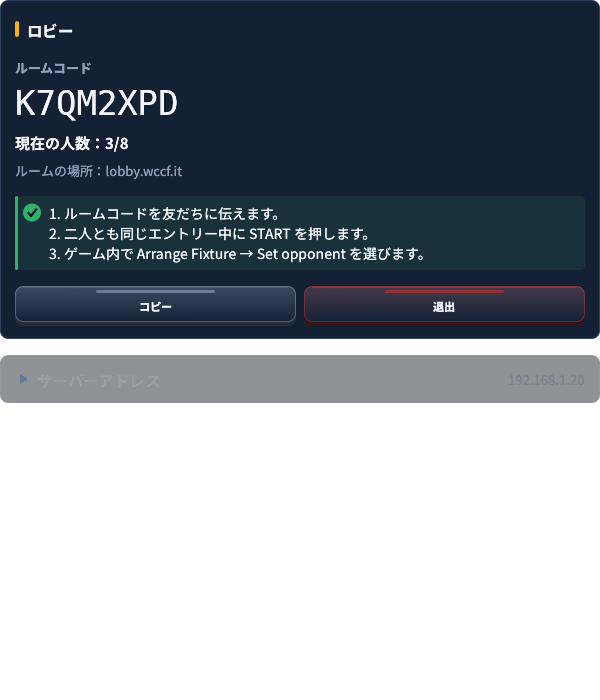 ロビー
ルームコード
K7QM2XPD
現在の人数：3/8
ルームの場所：lobby.wccf.it
1. ルームコードを友だちに伝えます。
2. 二人とも同じエントリー中に START を押します。
3. ゲーム内で Arrange Fixture → Set opponent を選びます。
コピー
退出
サーバーアドレス
192.168.1.20